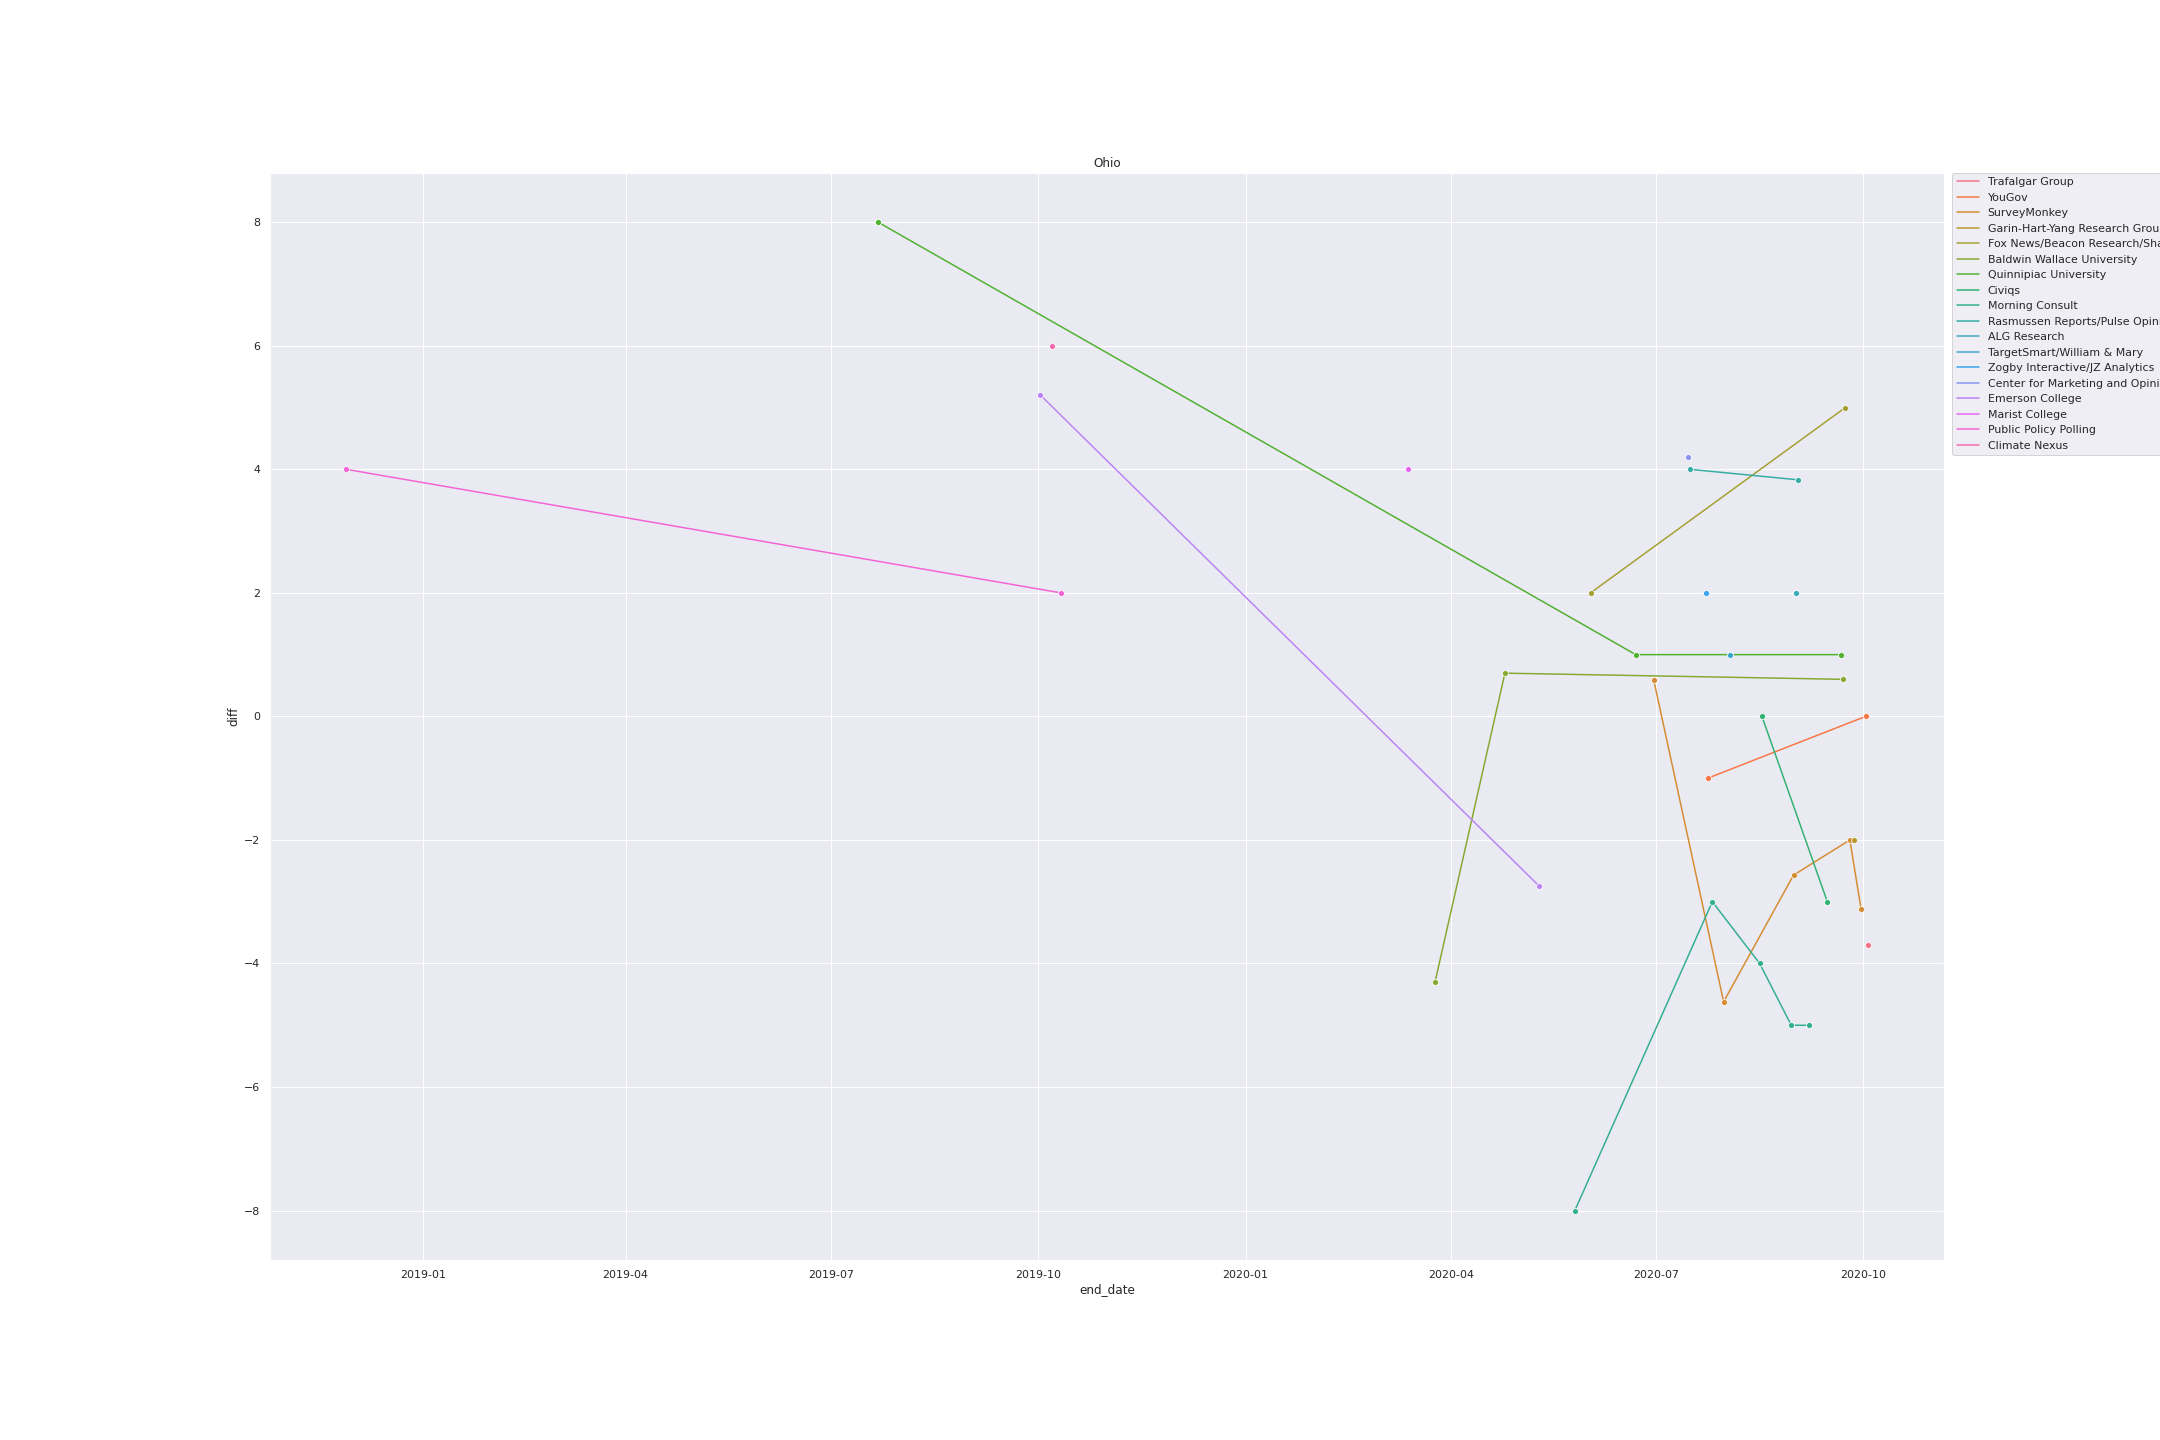 Ohio
8
6
4
2
0
−2
−4
−6
−8
diff
2019-01 2019-04 2019-07 2019-10 2020-01 2020-04 2020-07 2020-10
end_date
Trafalgar Group
YouGov
SurveyMonkey
Garin-Hart-Yang Research Grou
Fox News/Beacon Research/Sha
Baldwin Wallace University
Quinnipiac University
Civiqs
Morning Consult
Rasmussen Reports/Pulse Opini
ALG Research
TargetSmart/William & Mary
Zogby Interactive/JZ Analytics
Center for Marketing and Opini
Emerson College
Marist College
Public Policy Polling
Climate Nexus